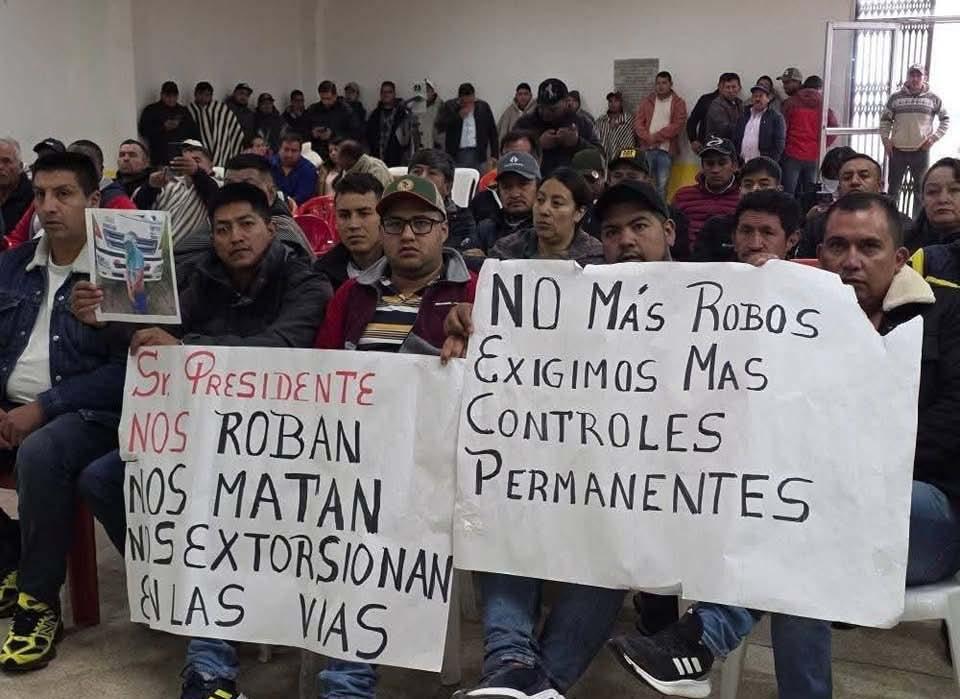 Sr. PRESIDENTE
NOS ROBAN
NOS MATAN
NOS EXTORSIONAN
EN LAS VIAS
NO MÁS ROBOS
EXIGIMOS MAS
CONTROLES
PERMANENTES